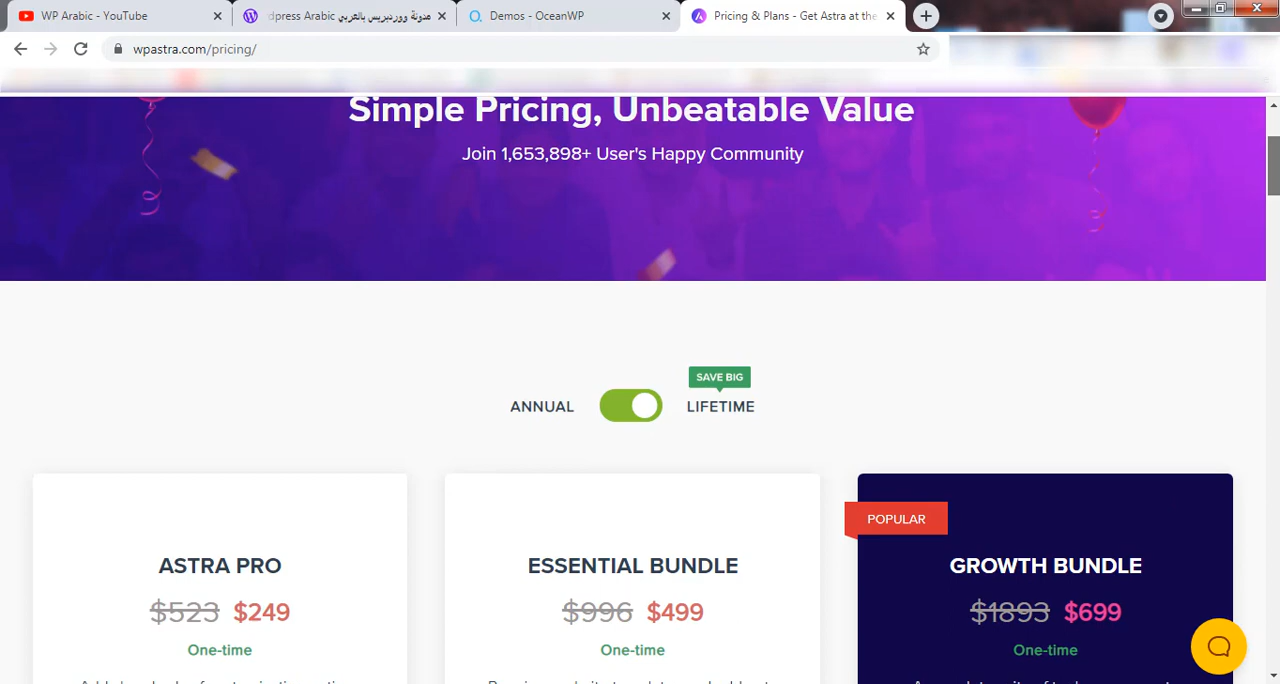 WP Arabic - YouTube
dpress Arabic مدونة ووردبريس بالعربي
Demos - OceanWP
Pricing & Plans - Get Astra at the
wpastra.com/pricing/
Simple Pricing, Unbeatable Value
Join 1,653,898+ User's Happy Community
SAVE BIG
ANNUAL
LIFETIME
POPULAR
ASTRA PRO
ESSENTIAL BUNDLE
GROWTH BUNDLE
$523 $249
$996 $499
$1893 $699
One-time
One-time
One-time